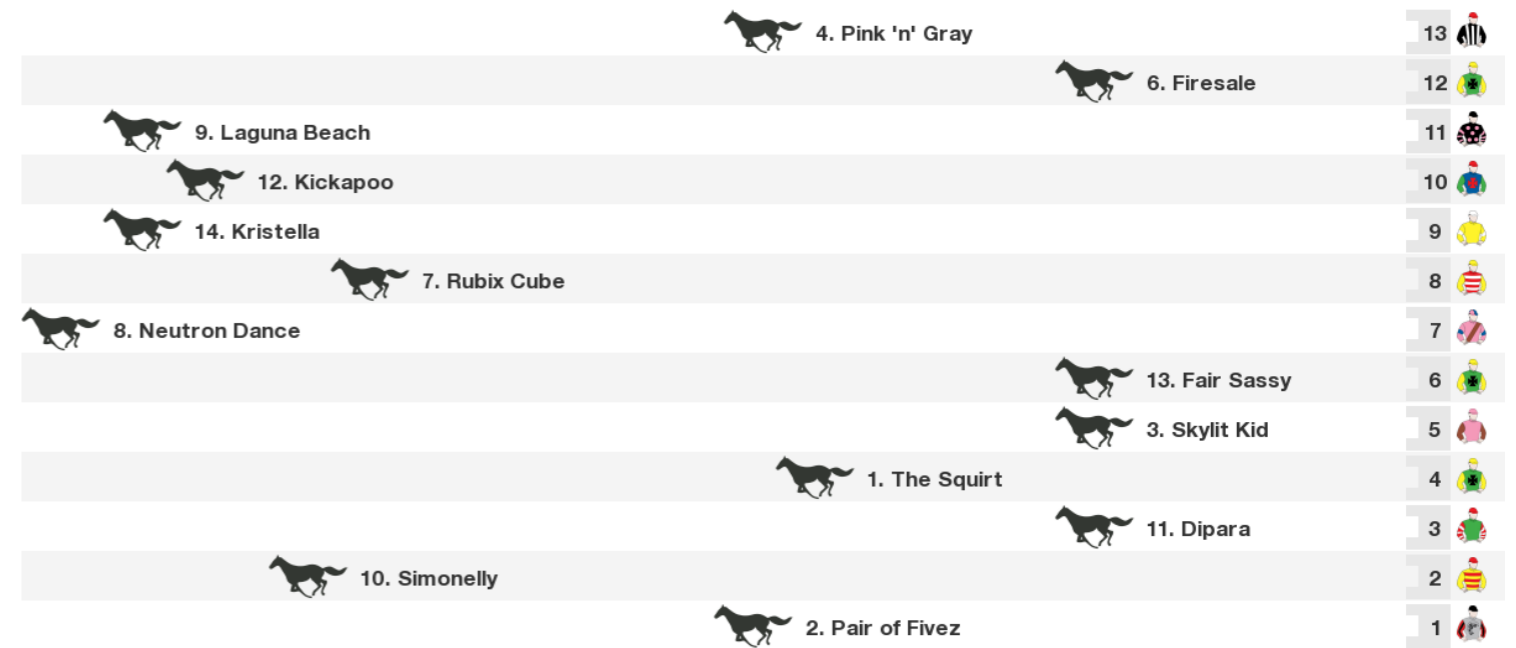 4. Pink 'n' Gray 13
6. Firesale 12
9. Laguna Beach 11
12. Kickapoo 10
14. Kristella 9
7. Rubix Cube 8
8. Neutron Dance 7
13. Fair Sassy 6
3. Skylit Kid 5
1. The Squirt 4
11. Dipara 3
10. Simonelly 2
2. Pair of Fivez 1